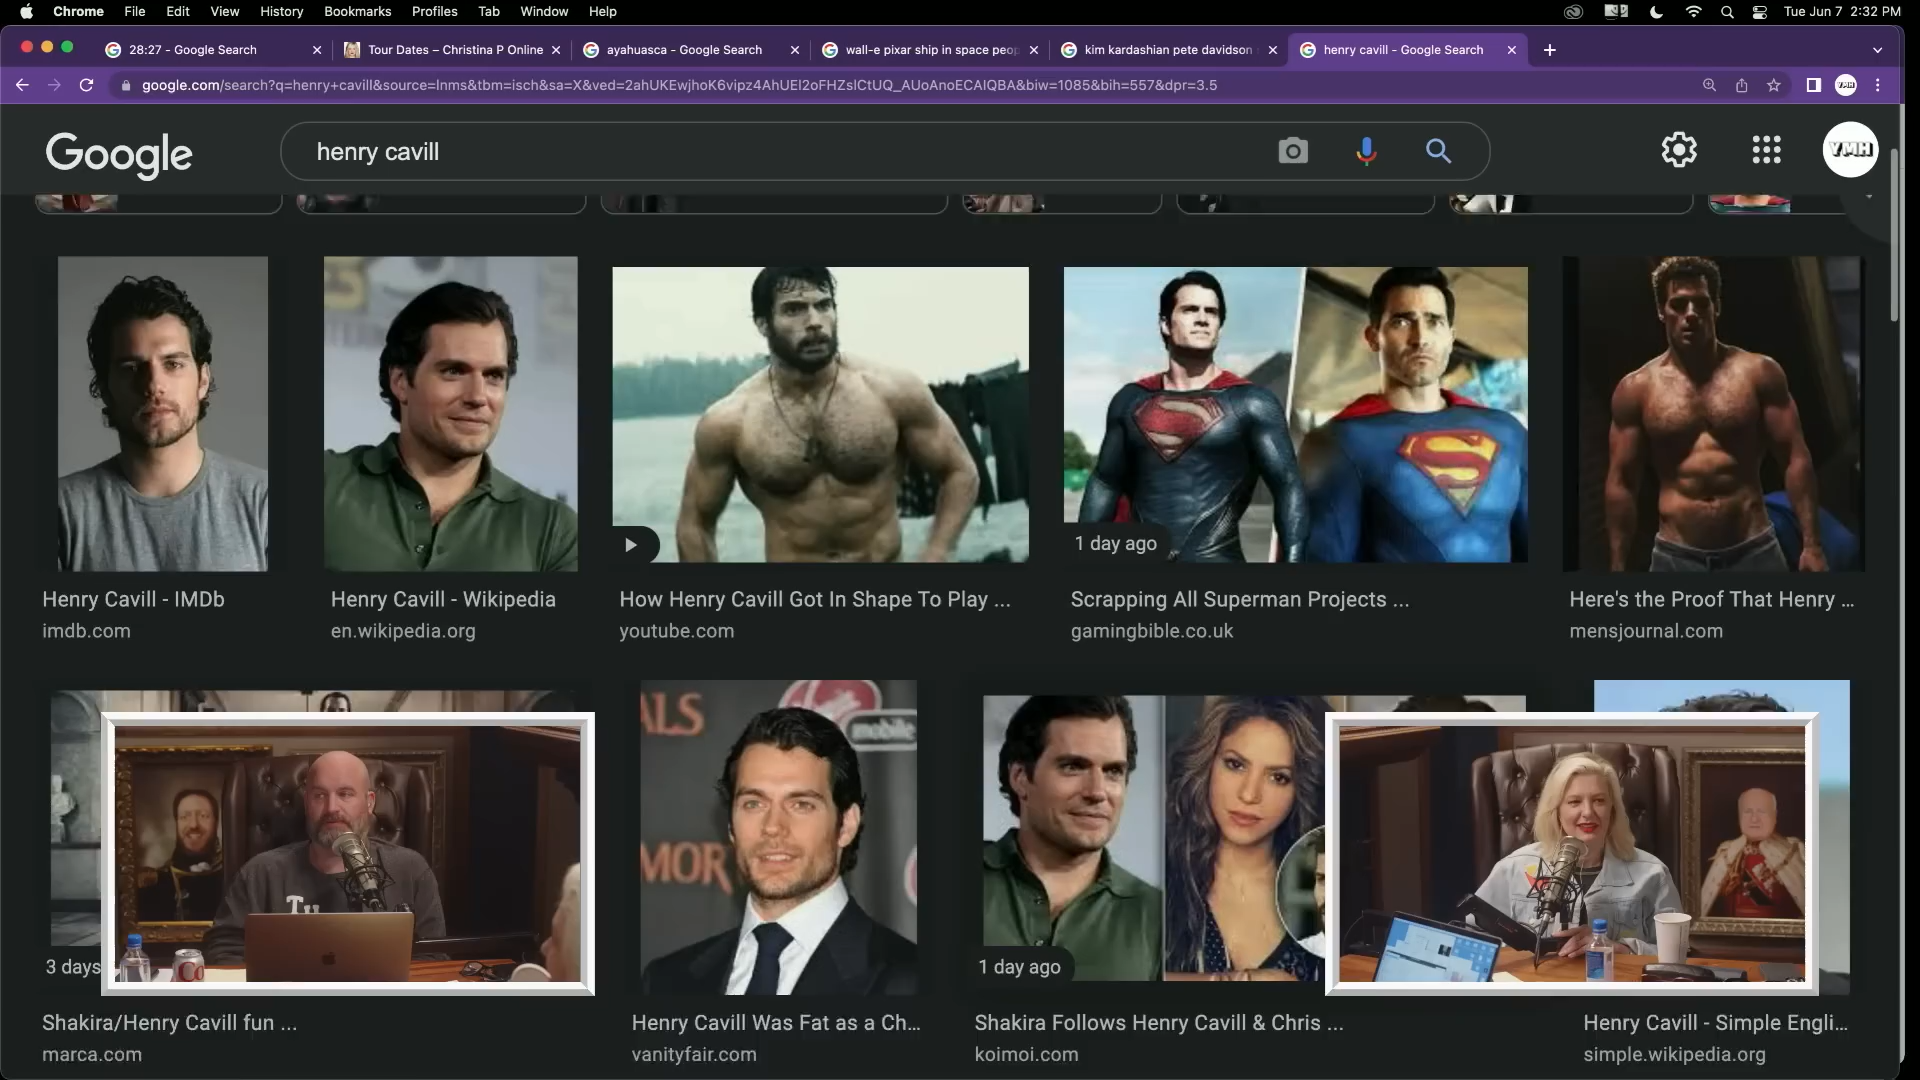 Chrome File Edit View History Bookmarks Profiles Tab Window Help Tue Jun 7 2:32 PM
28:27 - Google Search Tour Dates – Christina P Online ayahuasca - Google Search wall-e pixar ship in space peop kim kardashian pete davidson henry cavill - Google Search
google.com/search?q=henry+cavill&source=lnms&tbm=isch&sa=X&ved=2ahUKEwjhoK6vipz4AhUEl2oFHZslCtUQ_AUoAnoECAIQBA&biw=1085&bih=557&dpr=3.5
Google henry cavill YMH
1 day ago
Henry Cavill - IMDb
imdb.com
Henry Cavill - Wikipedia
en.wikipedia.org
How Henry Cavill Got In Shape To Play ...
youtube.com
Scrapping All Superman Projects ...
gamingbible.co.uk
Here's the Proof That Henry ...
mensjournal.com
ALS
mobile
MOR
3 days
1 day ago
Shakira/Henry Cavill fun ...
marca.com
Henry Cavill Was Fat as a Ch...
vanityfair.com
Shakira Follows Henry Cavill & Chris ...
koimoi.com
Henry Cavill - Simple Engli...
simple.wikipedia.org